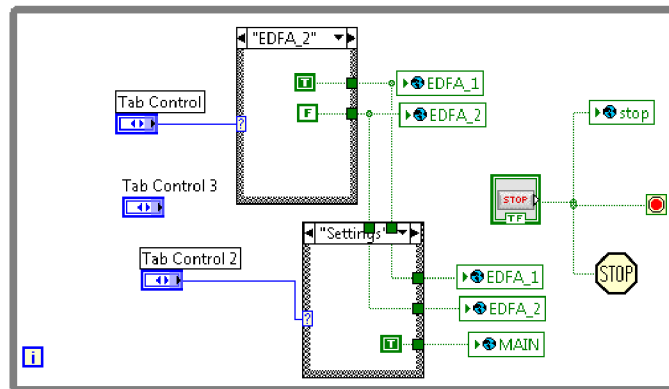 "EDFA_2"
T
EDFA_1
F
EDFA_2
Tab Control
?
stop
Tab Control 3
STOP
TF
"Settings"
Tab Control 2
STOP
EDFA_1
?
EDFA_2
T
MAIN
i